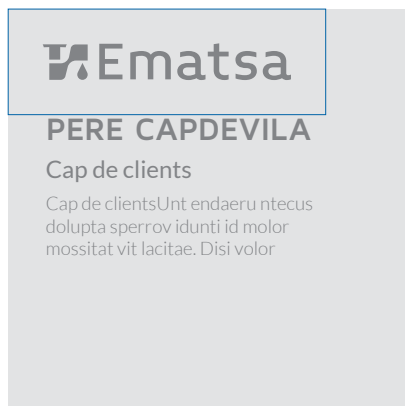 Ematsa
PERE CAPDEVILA
Cap de clients
Cap de clientsUnt endaeru ntecus
dolupta sperrov idunti id molor
mossitat vit lacitae. Disi volor